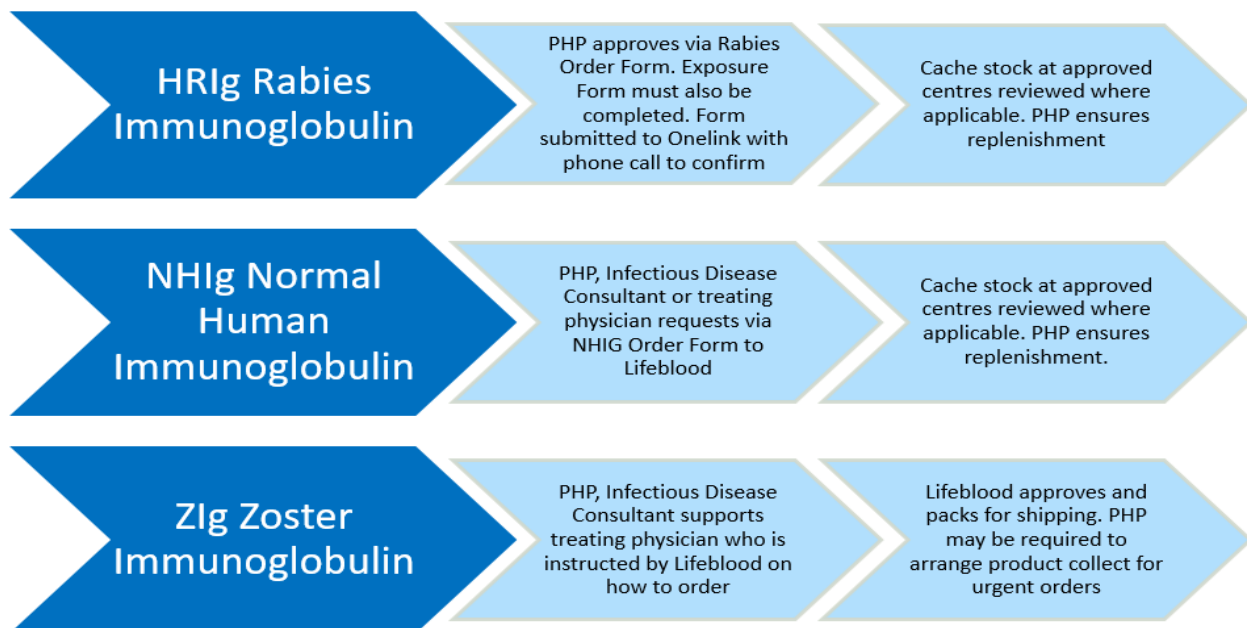 HRIg Rabies
Immunoglobulin
PHP approves via Rabies
Order Form. Exposure
Form must also be
completed. Form
submitted to Onelink with
phone call to confirm
Cache stock at approved
centres reviewed where
applicable. PHP ensures
replenishment
NHIg Normal
Human
Immunoglobulin
PHP, Infectious Disease
Consultant or treating
physician requests via
NHIG Order Form to
Lifeblood
Cache stock at approved
centres reviewed where
applicable. PHP ensures
replenishment.
ZIg Zoster
Immunoglobulin
PHP, Infectious Disease
Consultant supports
treating physician who is
instructed by Lifeblood on
how to order
Lifeblood approves and
packs for shipping. PHP
may be required to
arrange product collect for
urgent orders